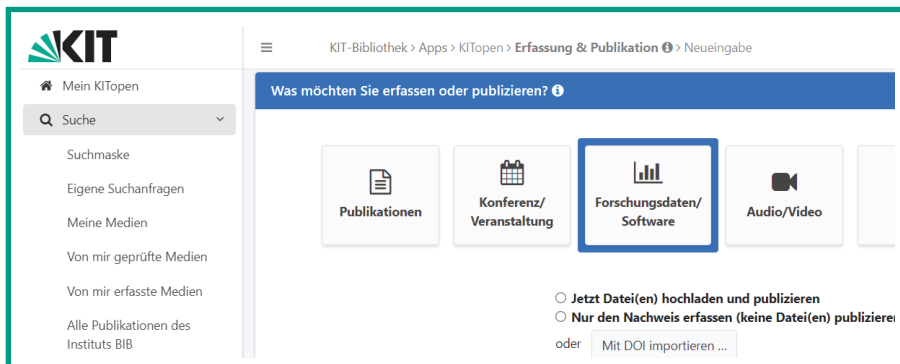 KIT
KIT-Bibliothek > Apps > KITopen > Erfassung & Publikation > Neueingabe
Mein KITopen
Suche
Suchmaske
Eigene Suchanfragen
Meine Medien
Von mir geprüfte Medien
Von mir erfasste Medien
Alle Publikationen des
Instituts BIB
Was möchten Sie erfassen oder publizieren?
Publikationen
Konferenz/
Veranstaltung
Forschungsdaten/
Software
Audio/Video
Jetzt Datei(en) hochladen und publizieren
Nur den Nachweis erfassen (keine Datei(en) publizieren
oder Mit DOI importieren ...